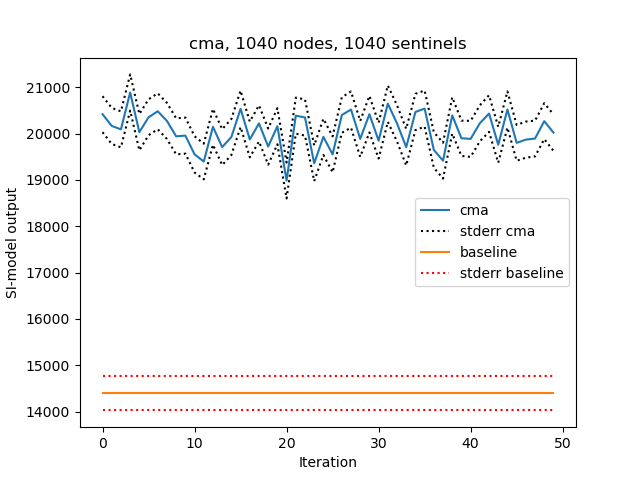 cma, 1040 nodes, 1040 sentinels
SI-model output
21000
20000
19000
18000
17000
16000
15000
14000
cma
stderr cma
baseline
stderr baseline
0 10 20 30 40 50
Iteration